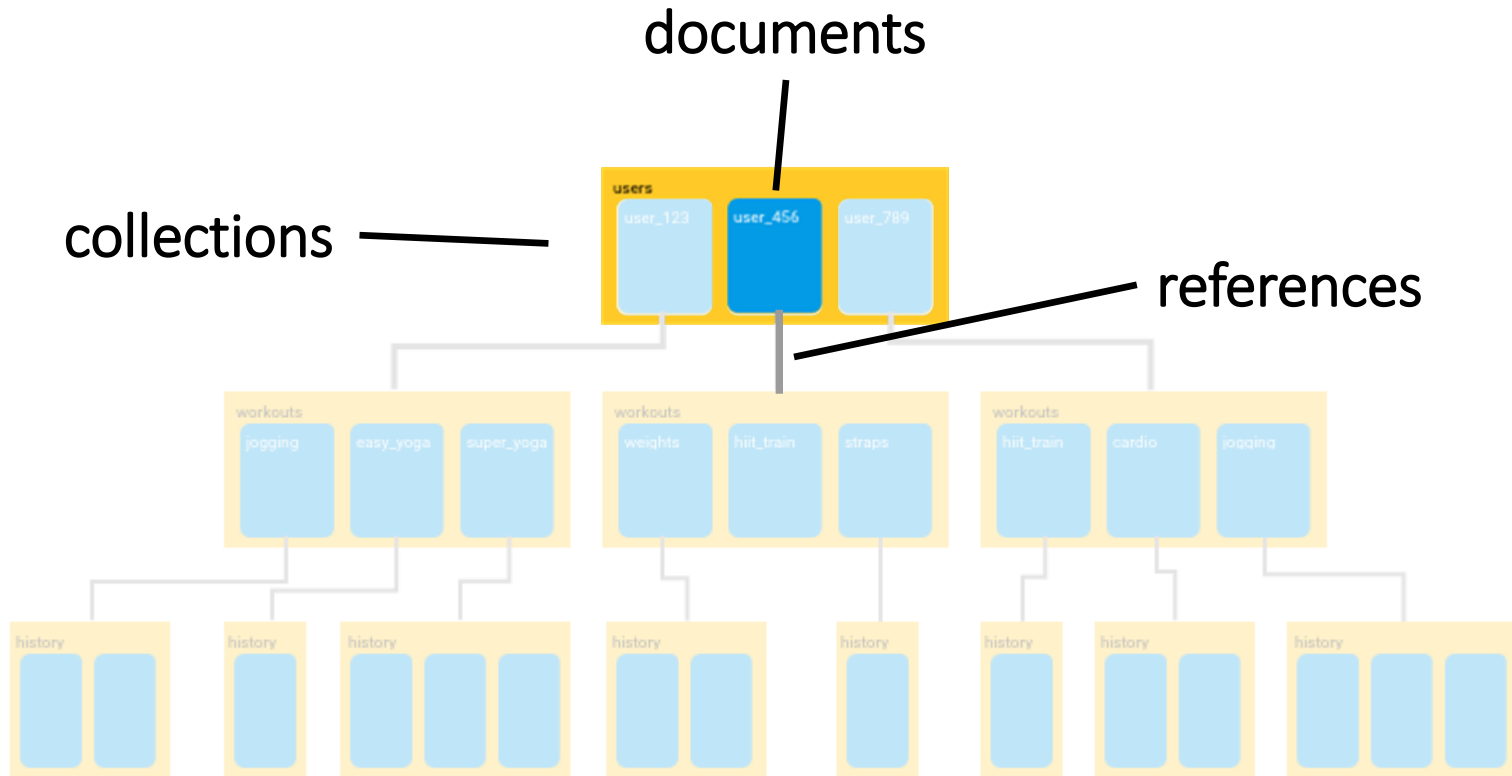 documents
users
user_123 user_456 user_789
collections
references
workouts workouts workouts
jogging easy_yoga super_yoga weights hiit_train straps hiit_train cardio jogging
history history history history history history history history